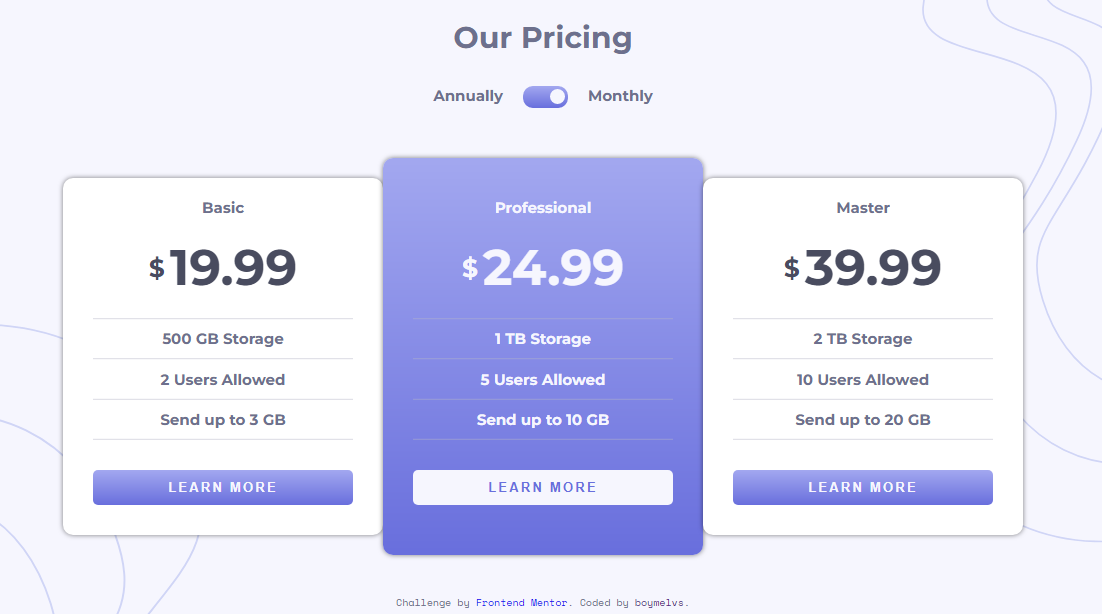 Our Pricing
Annually Monthly
Basic
$19.99
500 GB Storage
2 Users Allowed
Send up to 3 GB
LEARN MORE
Professional
$24.99
1 TB Storage
5 Users Allowed
Send up to 10 GB
LEARN MORE
Master
$39.99
2 TB Storage
10 Users Allowed
Send up to 20 GB
LEARN MORE
Challenge by Frontend Mentor. Coded by boymelvs.